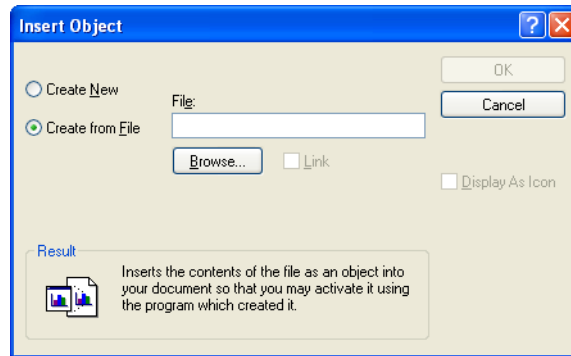 Insert Object
Create New
Create from File
File:
Browse...
Link
OK
Cancel
Display As Icon
Result
Inserts the contents of the file as an object into
your document so that you may activate it using
the program which created it.